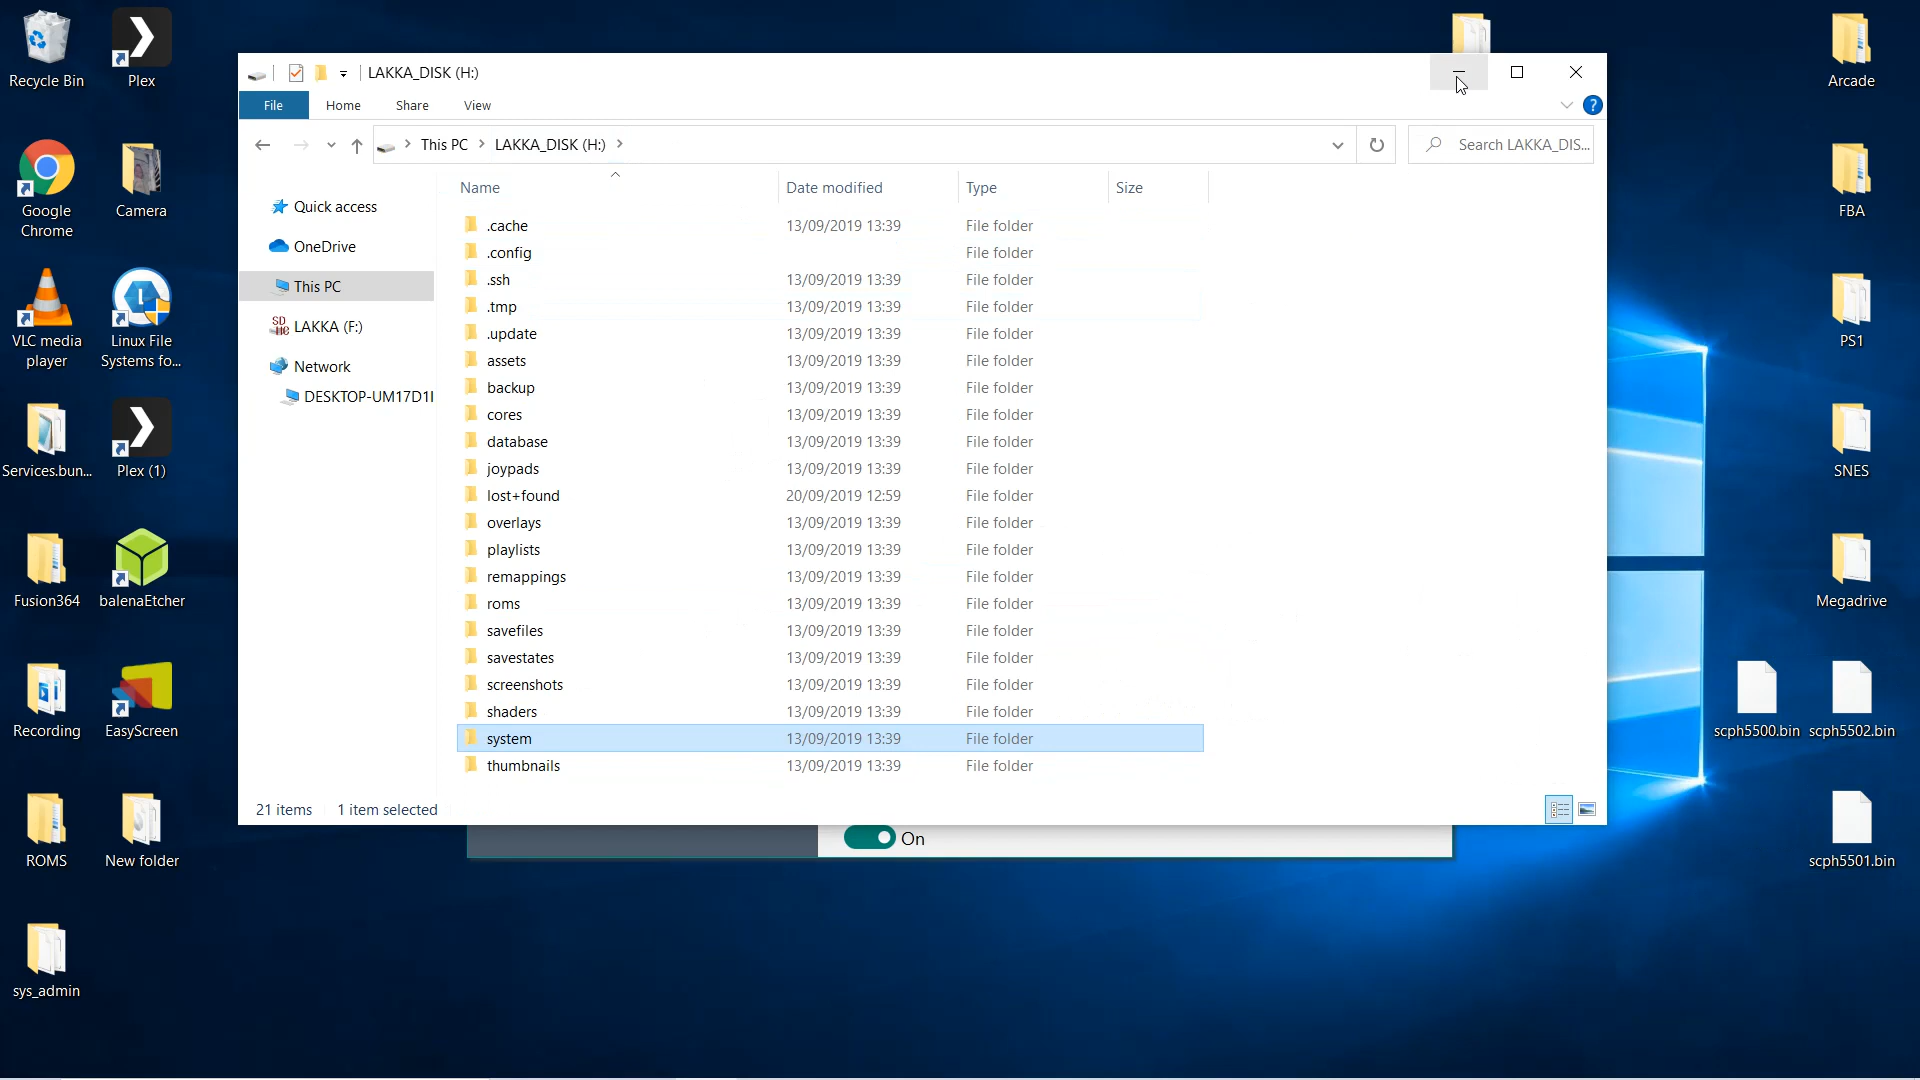 Recycle Bin
Plex
Google
Chrome
Camera
VLC media
player
Linux File
Systems fo...
Services.bun...
Plex (1)
Fusion364
balenaEtcher
Recording
EasyScreen
ROMS
New folder
sys_admin
LAKKA_DISK (H:)
File
Home
Share
View
?
This PC
LAKKA_DISK (H:)
Search LAKKA_DIS...
Quick access
OneDrive
This PC
LAKKA (F:)
Network
DESKTOP-UM17D1I
Name Date modified Type Size
.cache 13/09/2019 13:39 File folder
.config File folder
.ssh 13/09/2019 13:39 File folder
.tmp 13/09/2019 13:39 File folder
.update 13/09/2019 13:39 File folder
assets 13/09/2019 13:39 File folder
backup 13/09/2019 13:39 File folder
cores 13/09/2019 13:39 File folder
database 13/09/2019 13:39 File folder
joypads 13/09/2019 13:39 File folder
lost+found 20/09/2019 12:59 File folder
overlays 13/09/2019 13:39 File folder
playlists 13/09/2019 13:39 File folder
remappings 13/09/2019 13:39 File folder
roms 13/09/2019 13:39 File folder
savefiles 13/09/2019 13:39 File folder
savestates 13/09/2019 13:39 File folder
screenshots 13/09/2019 13:39 File folder
shaders 13/09/2019 13:39 File folder
system 13/09/2019 13:39 File folder
thumbnails 13/09/2019 13:39 File folder
21 items 1 item selected
On
Arcade
FBA
PS1
SNES
Megadrive
scph5500.bin
scph5502.bin
scph5501.bin